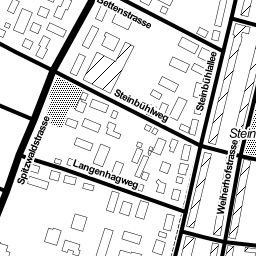 Bettenstrasse
Steinbühlallee
Steinbühlweg
Stein
Spitzwaldstrasse
Langenhagweg
Weiherhofstrasse